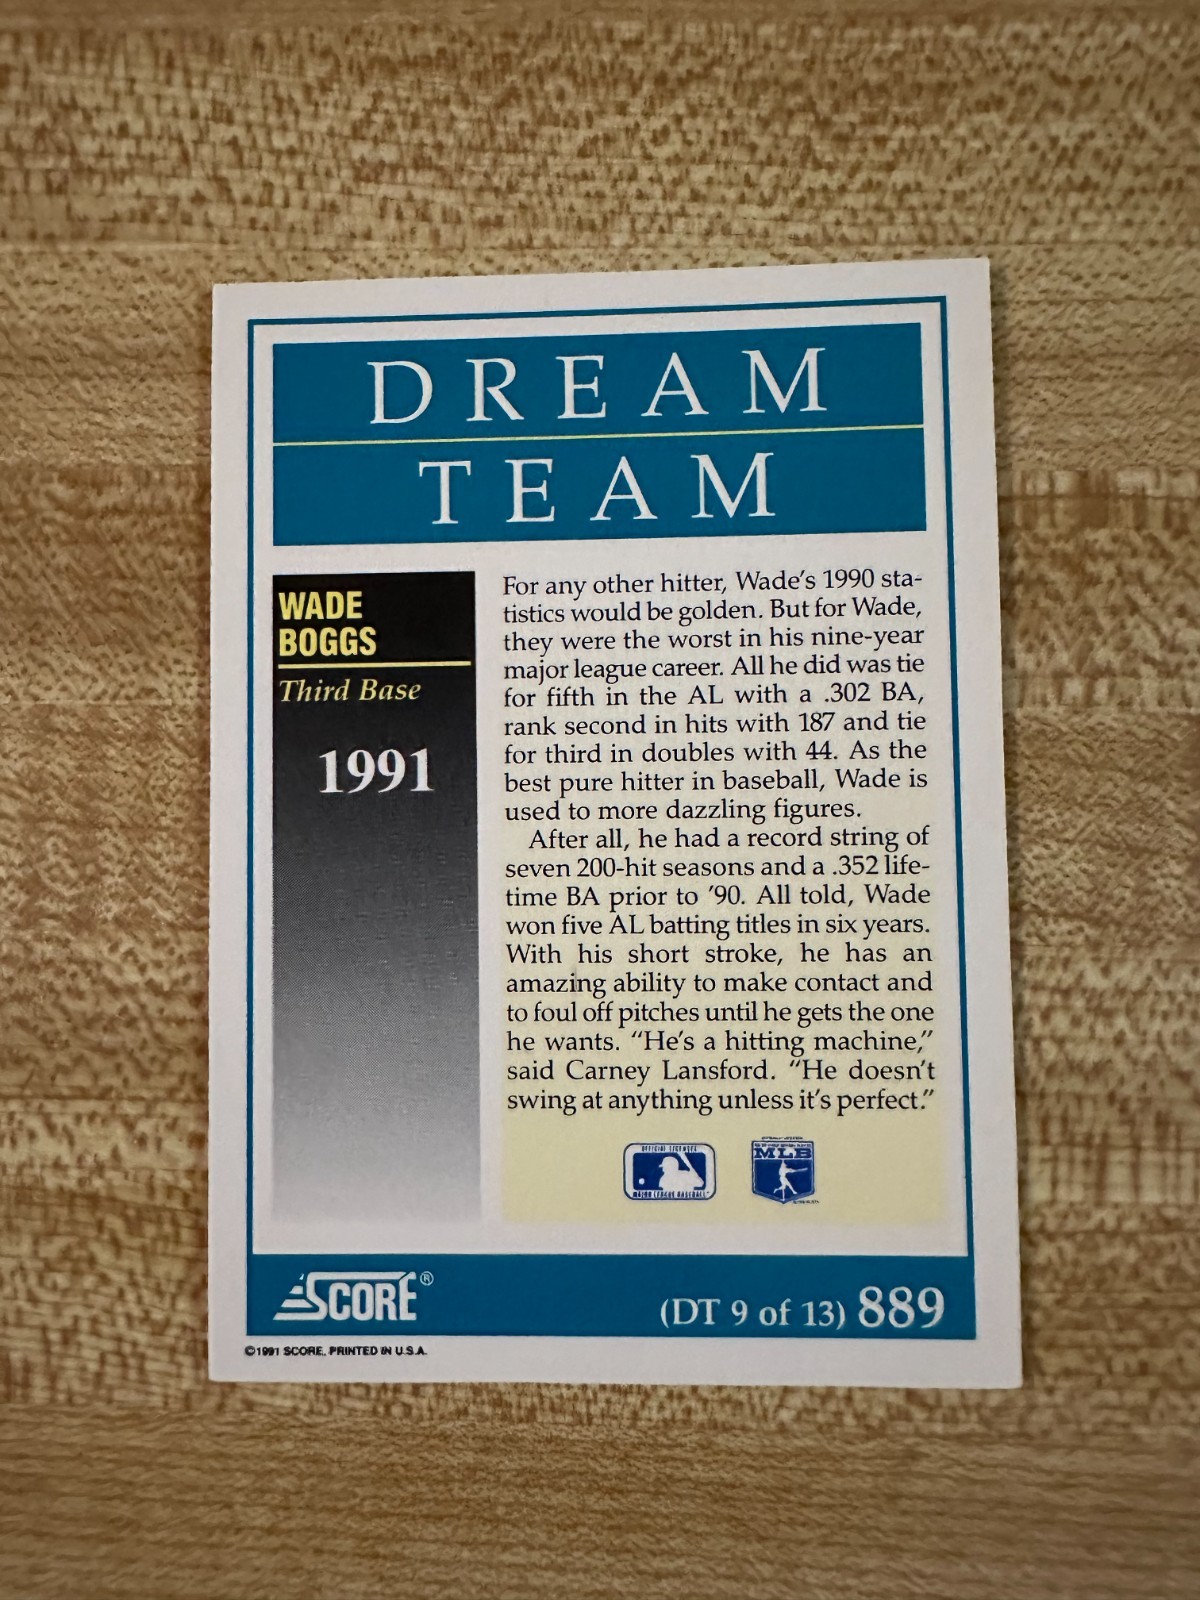 DREAM
TEAM
WADE
BOGGS
Third Base
1991
For any other hitter, Wade's 1990 sta-
tistics would be golden. But for Wade,
they were the worst in his nine-year
major league career. All he did was tie
for fifth in the AL with a .302 BA,
rank second in hits with 187 and tie
for third in doubles with 44. As the
best pure hitter in baseball, Wade is
used to more dazzling figures.
After all, he had a record string of
seven 200-hit seasons and a .352 life-
time BA prior to '90. All told, Wade
won five AL batting titles in six years.
With his short stroke, he has an
amazing ability to make contact and
to foul off pitches until he gets the one
he wants. "He's a hitting machine,"
said Carney Lansford. "He doesn't
swing at anything unless it's perfect."
OFFICIAL LICENSEE
MAJOR LEAGUE BASEBALL
MLB
SCORE®
(DT 9 of 13) 889
©1991 SCORE, PRINTED IN U.S.A.